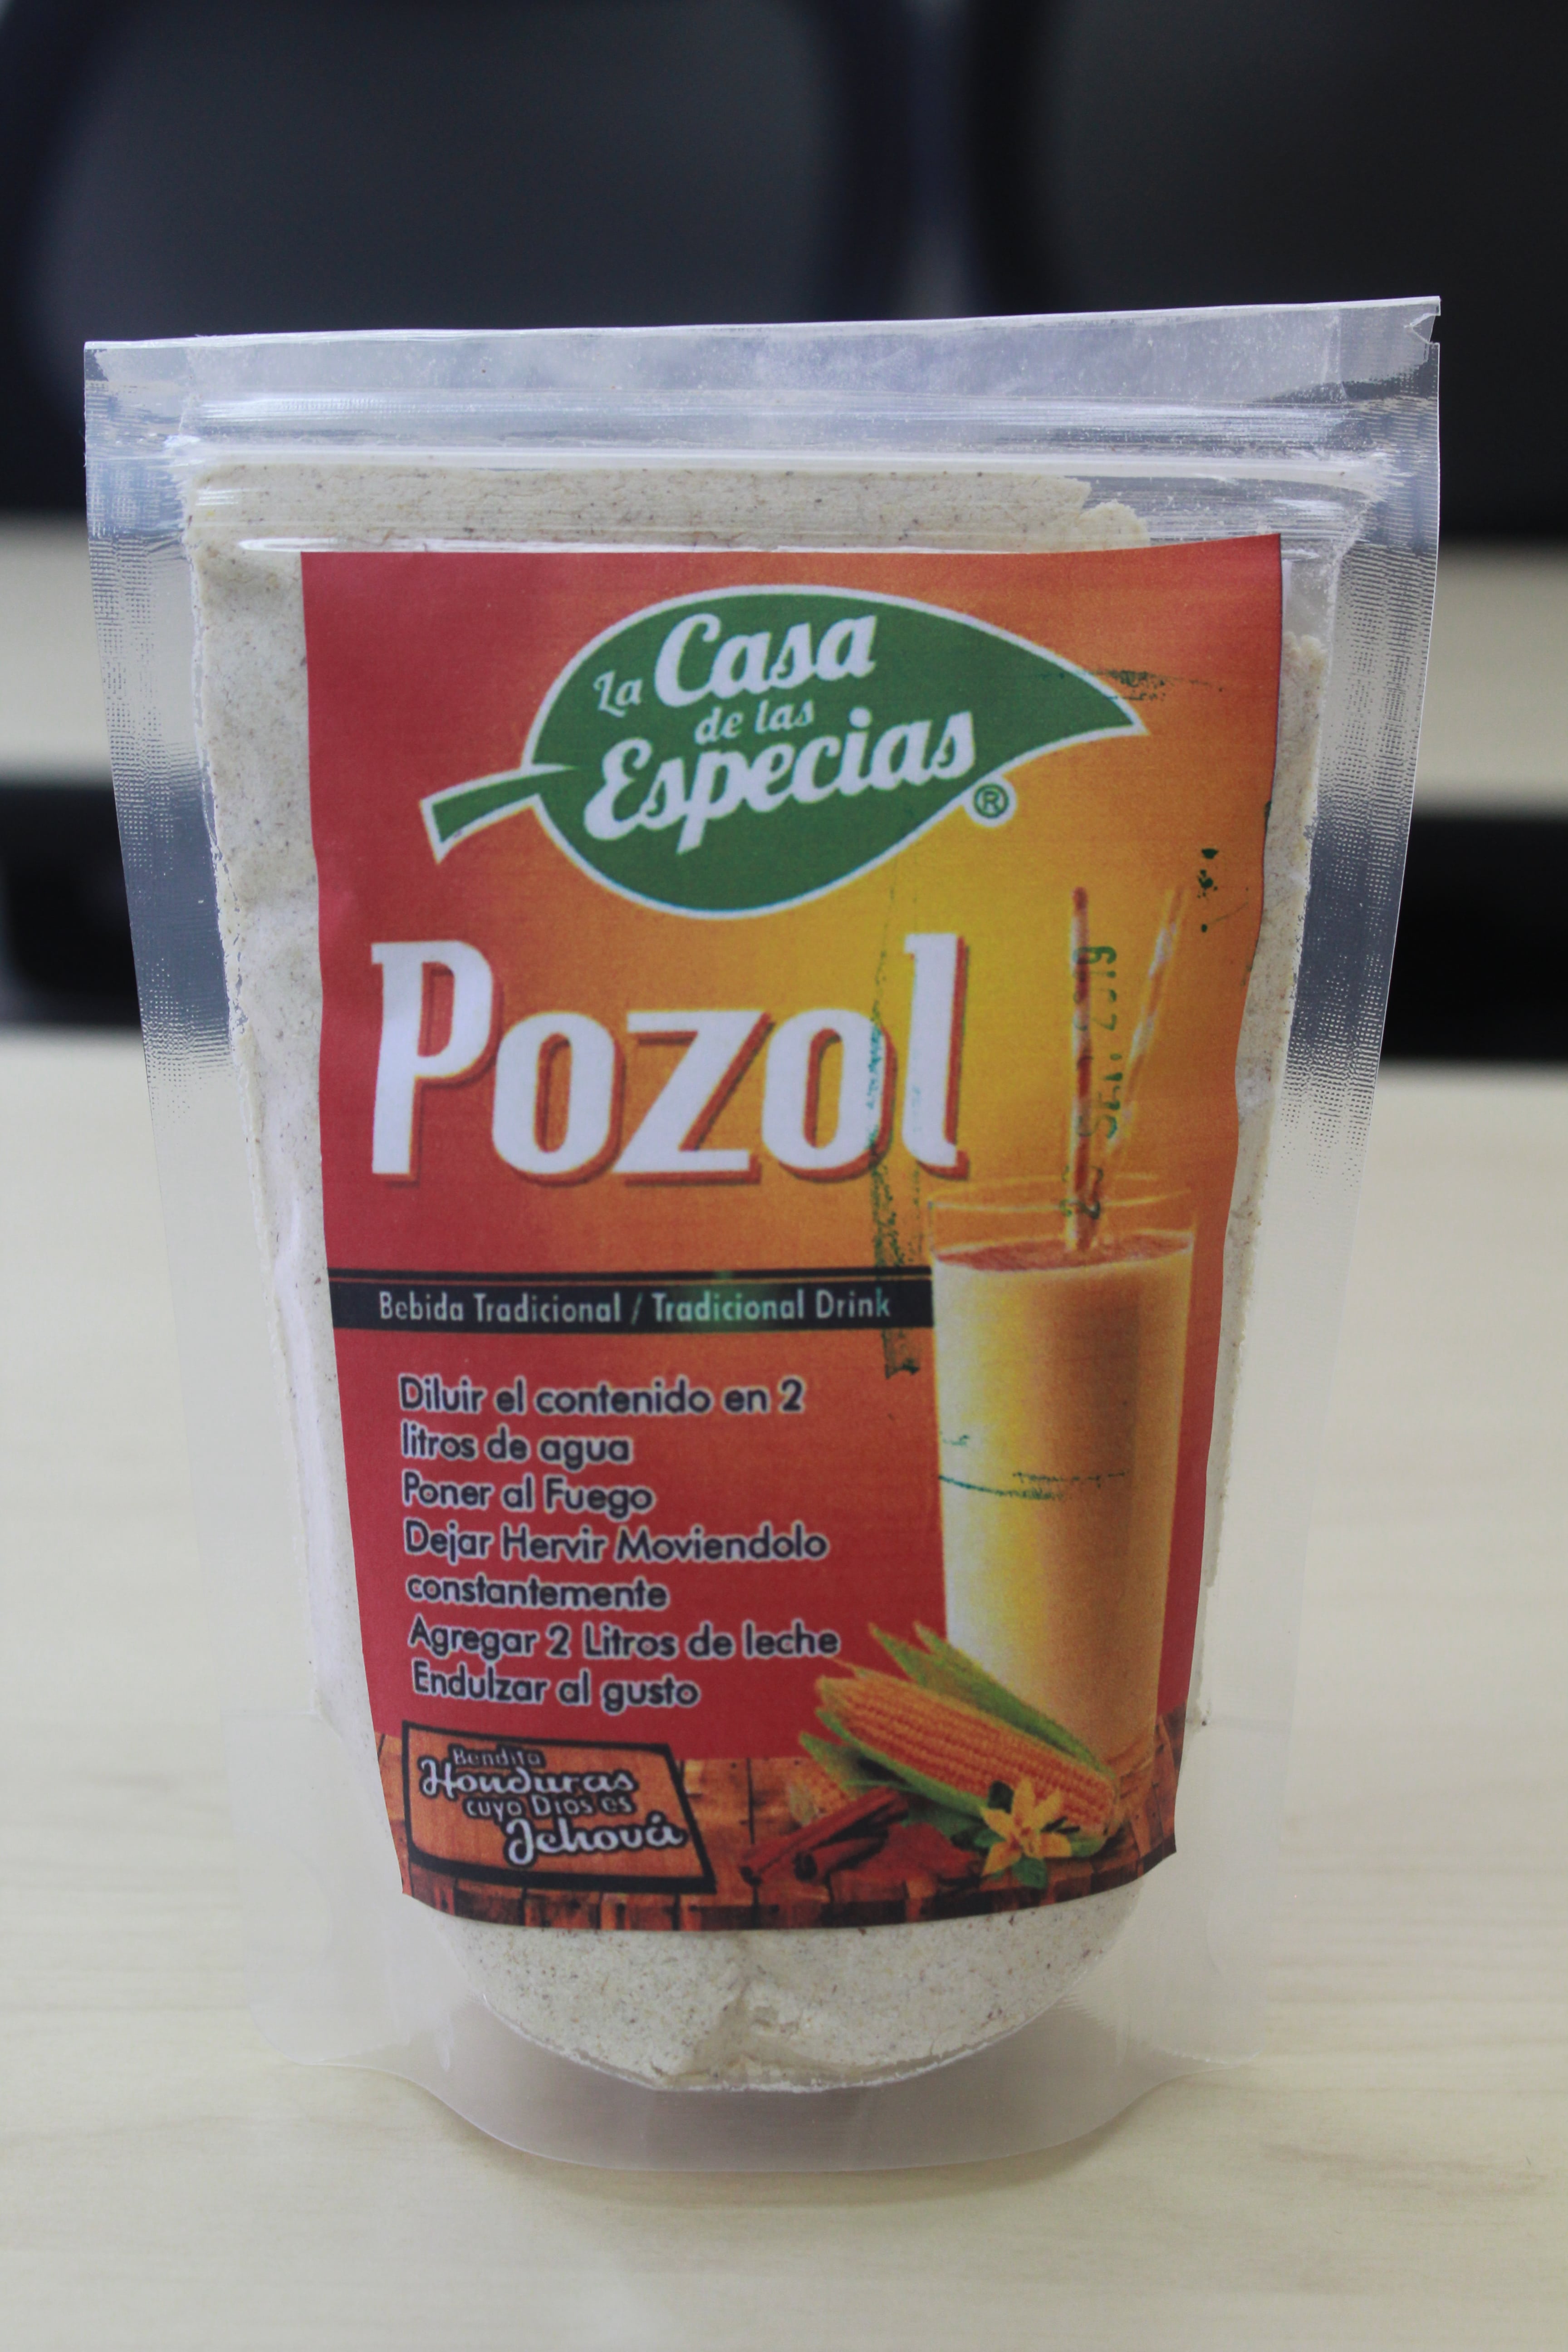 La Casa
de las
Especias
®
Pozol
Bebida Tradicional / Tradicional Drink
Diluir el contenido en 2
litros de agua
Poner al Fuego
Dejar Hervir Moviendolo
constantemente
Agregar 2 Litros de leche
Endulzar al gusto
Bendita
Honduras
cuyo Dios es
Jehová
2019